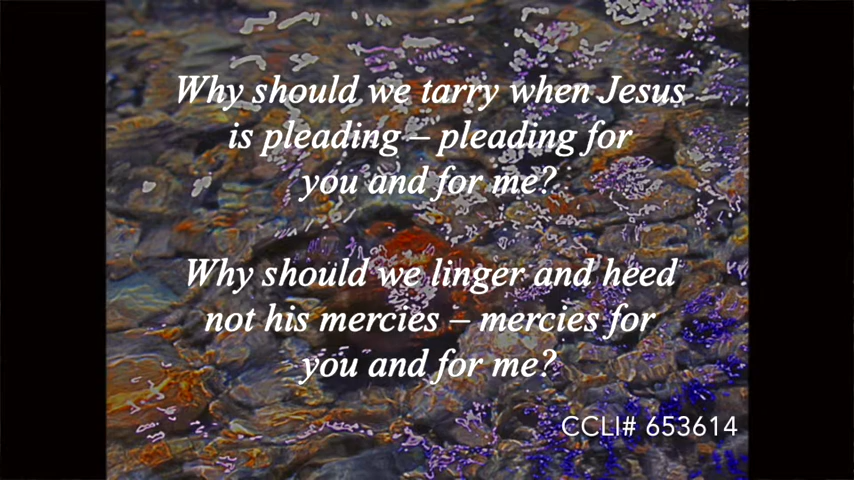 Why should we tarry when Jesus
is pleading – pleading for
you and for me?
Why should we linger and heed
not his mercies – mercies for
you and for me?
CCLI# 653614